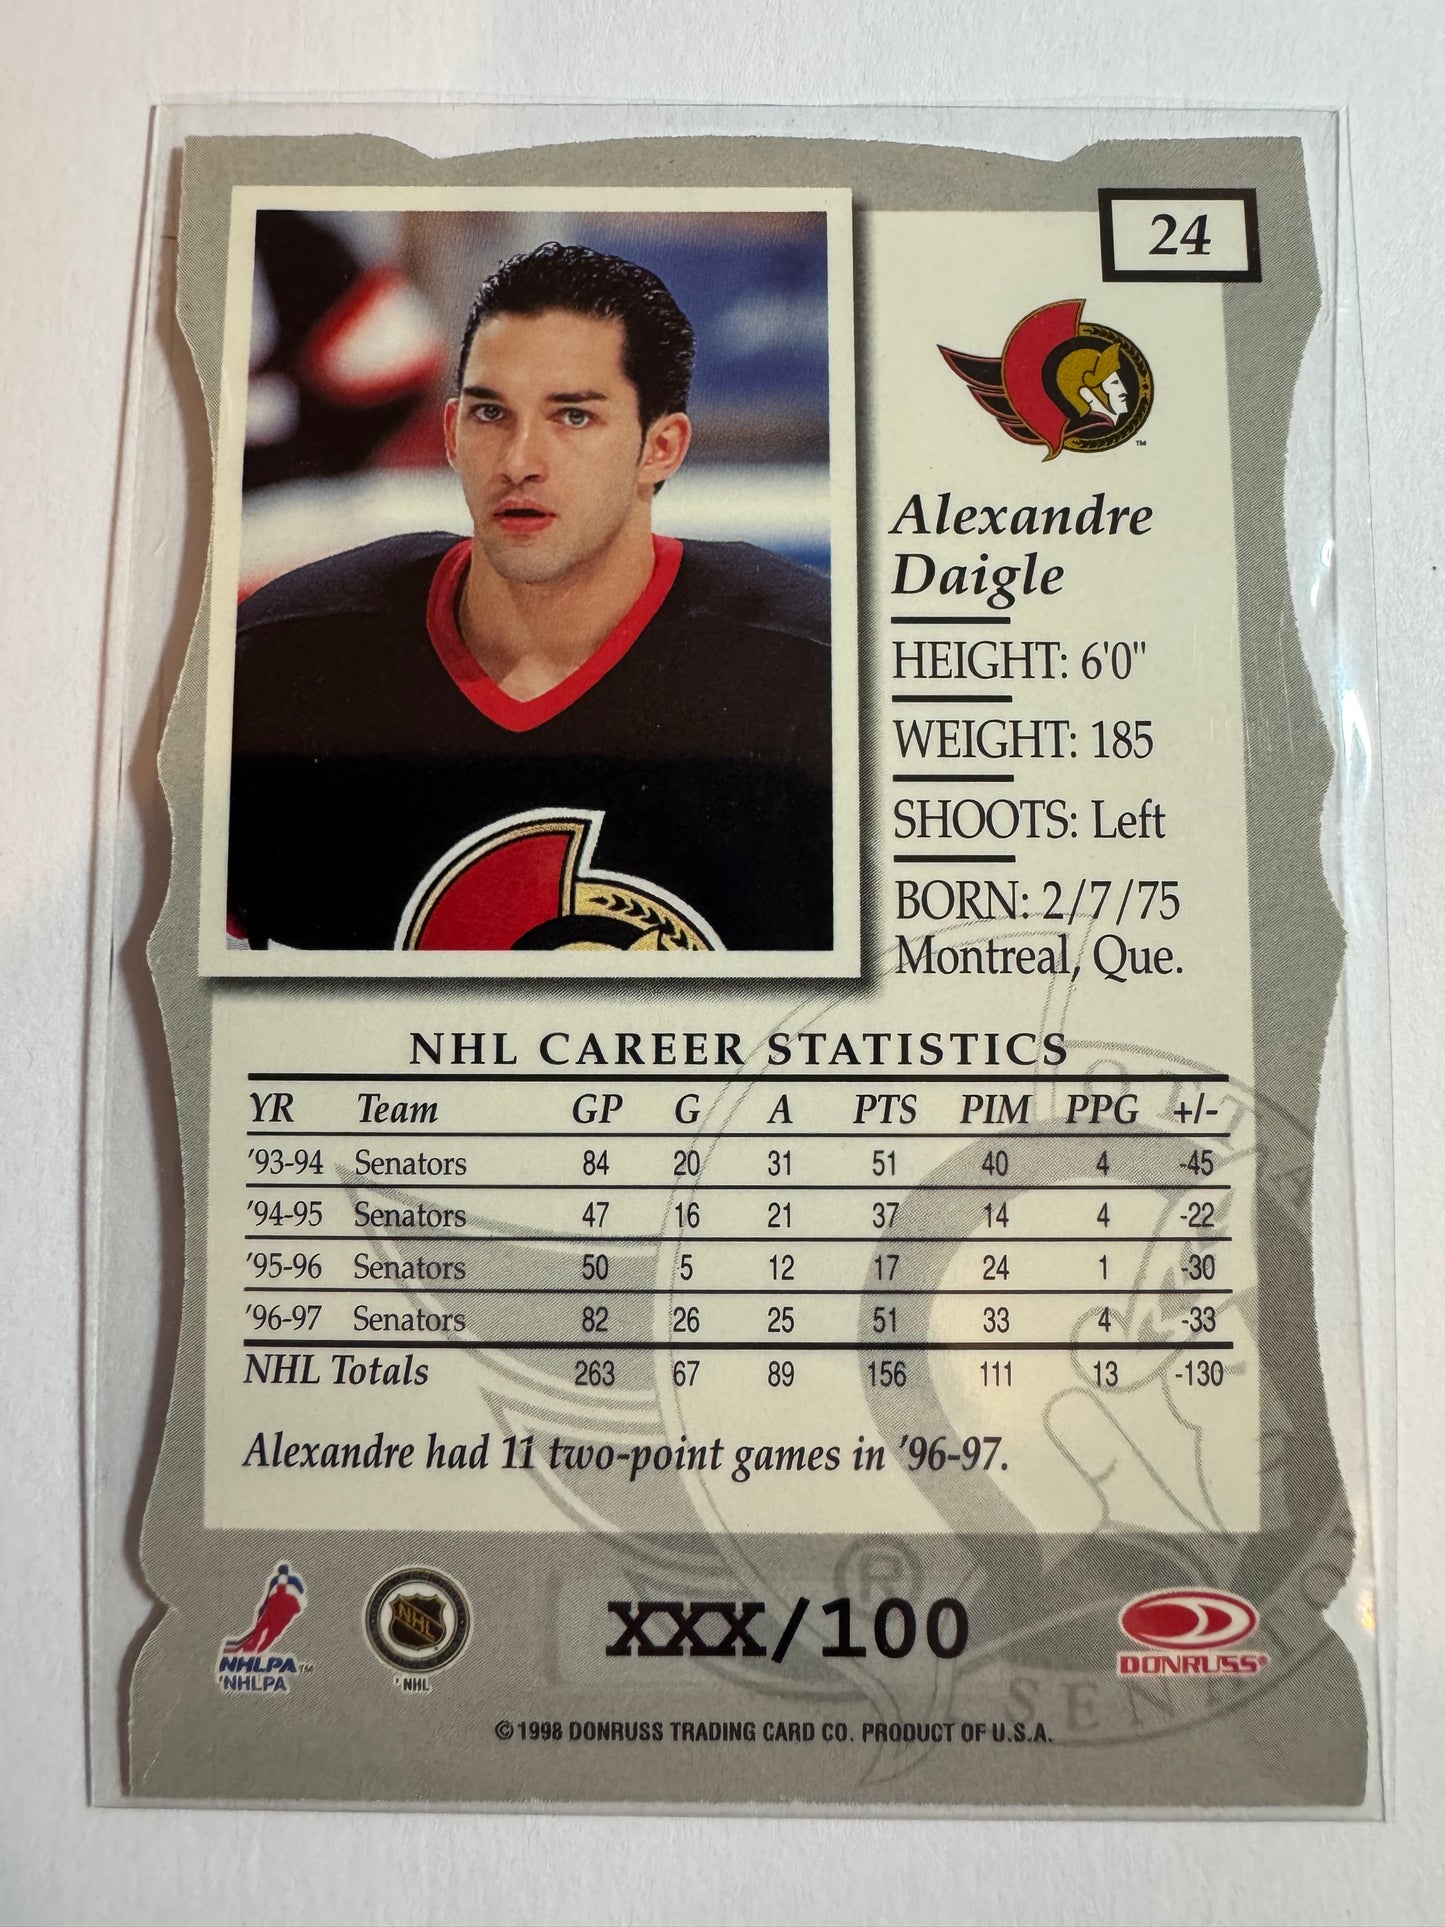 24
TM
Alexandre
Daigle
HEIGHT: 6'0"
WEIGHT: 185
SHOOTS: Left
BORN: 2/7/75
Montreal, Que.
NHL CAREER STATISTICS
YR Team GP G A PTS PIM PPG +/-
'93-94 Senators 84 20 31 51 40 4 -45
'94-95 Senators 47 16 21 37 14 4 -22
'95-96 Senators 50 5 12 17 24 1 -30
'96-97 Senators 82 26 25 51 33 4 -33
NHL Totals 263 67 89 156 111 13 -130
Alexandre had 11 two-point games in '96-97.
OTTAWA
SENATORS
®
NHLPA™
'NHLPA
NHL
' NHL
XXX/100
DONRUSS®
©1998 DONRUSS TRADING CARD CO. PRODUCT OF U.S.A.